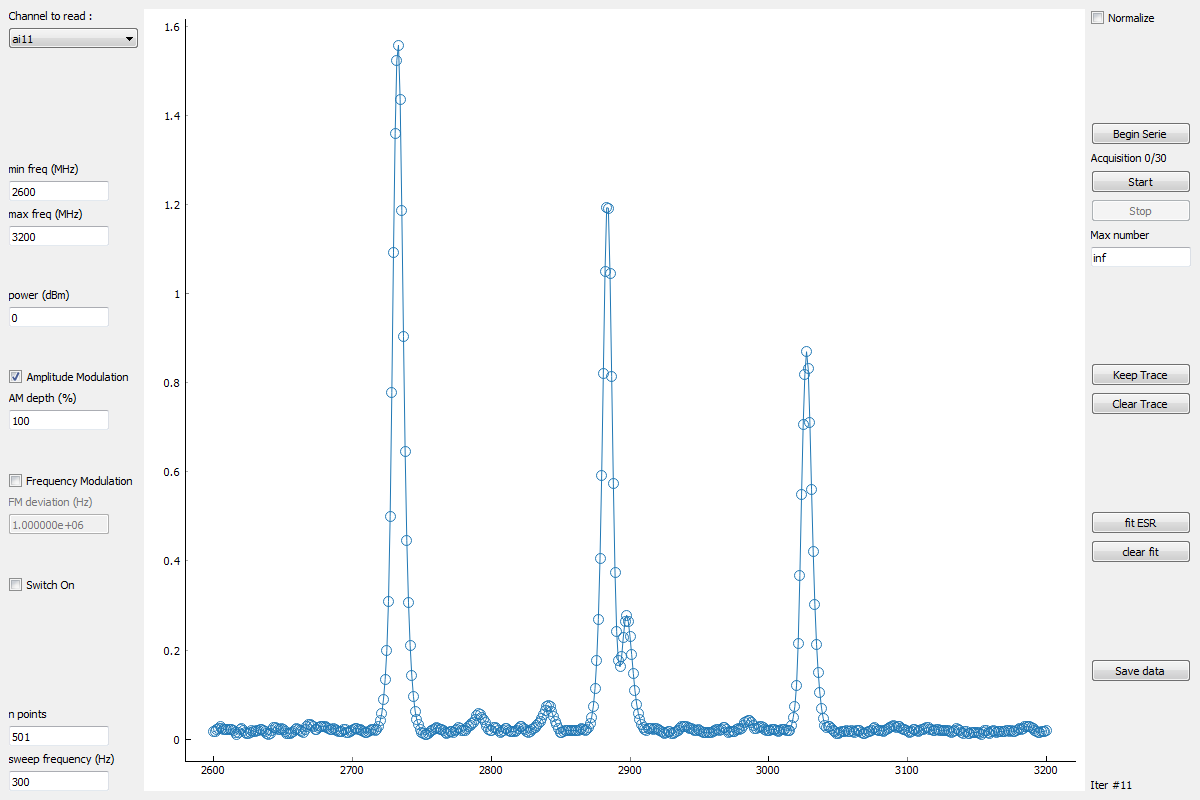 Channel to read :
ai11
min freq (MHz)
2600
max freq (MHz)
3200
power (dBm)
0
Amplitude Modulation
AM depth (%)
100
Frequency Modulation
FM deviation (Hz)
1.000000e+06
Switch On
n points
501
sweep frequency (Hz)
300
1.6
1.4
1.2
1
0.8
0.6
0.4
0.2
0
2600 2700 2800 2900 3000 3100 3200
Normalize
Begin Serie
Acquisition 0/30
Start
Stop
Max number
inf
Keep Trace
Clear Trace
fit ESR
clear fit
Save data
Iter #11